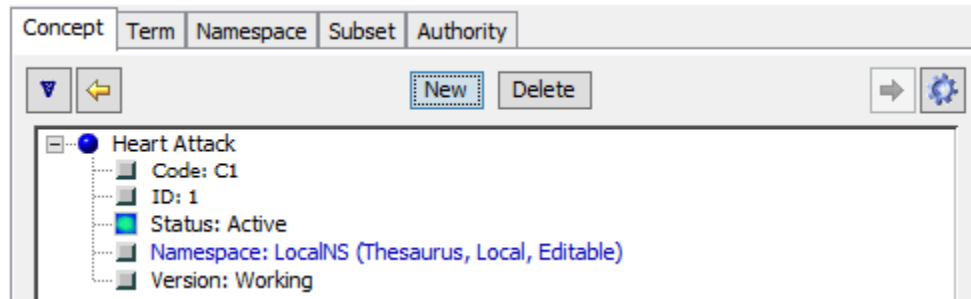 Concept Term Namespace Subset Authority
New Delete
Heart Attack
Code: C1
ID: 1
Status: Active
Namespace: LocalNS (Thesaurus, Local, Editable)
Version: Working